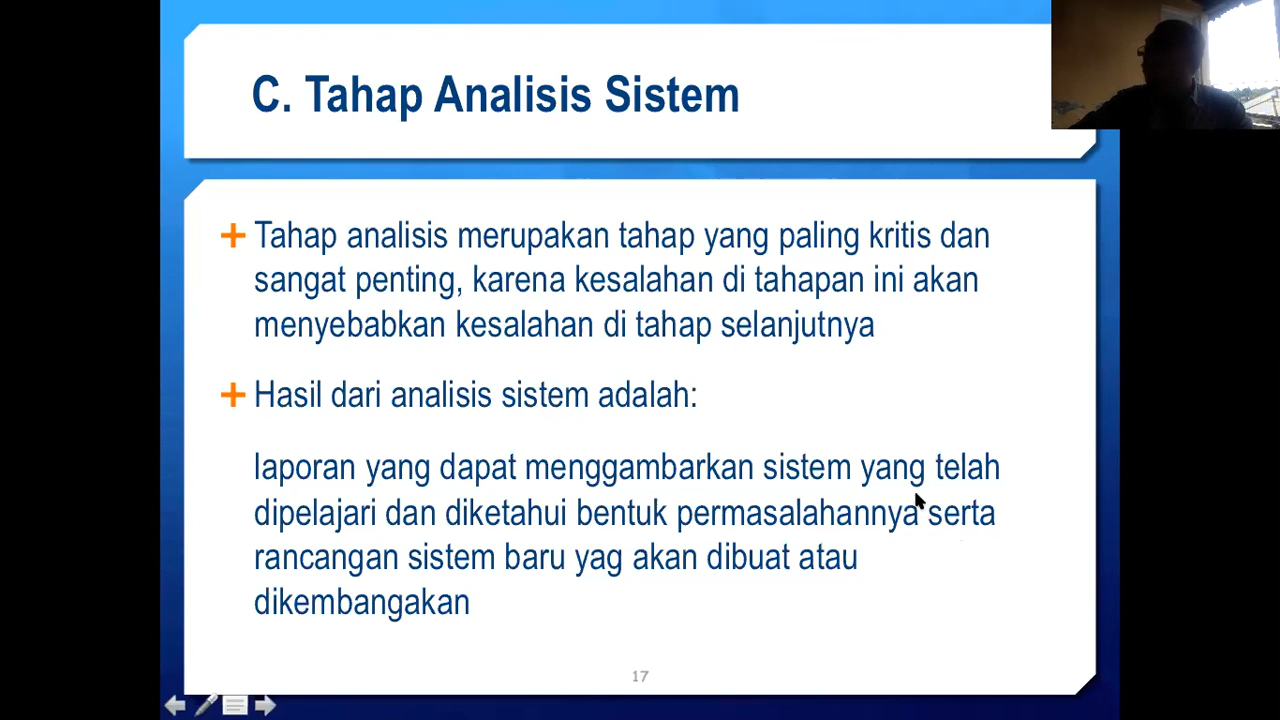 C. Tahap Analisis Sistem
Tahap analisis merupakan tahap yang paling kritis dan
sangat penting, karena kesalahan di tahapan ini akan
menyebabkan kesalahan di tahap selanjutnya
Hasil dari analisis sistem adalah:
laporan yang dapat menggambarkan sistem yang telah
dipelajari dan diketahui bentuk permasalahannya serta
rancangan sistem baru yag akan dibuat atau
dikembangakan
17